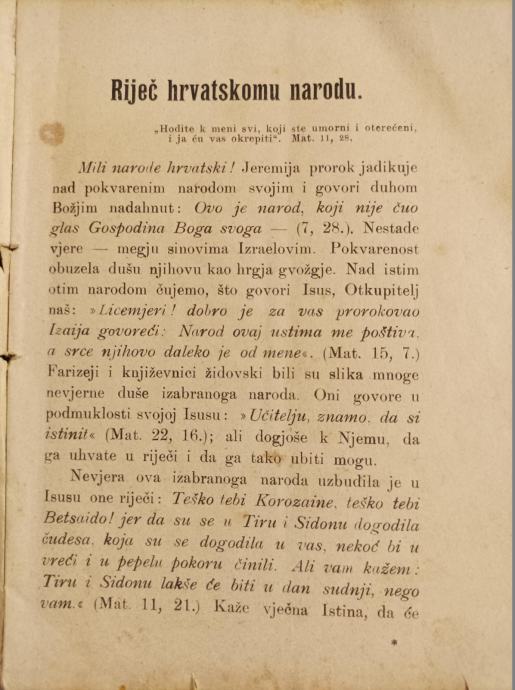 Riječ hrvatskomu narodu.
„Hodite k meni svi, koji ste umorni i oterećeni,
i ja ću vas okrepiti“. Mat. 11, 28.
Mili narode hrvatski! Jeremija prorok jadikuje
nad pokvarenim narodom svojim i govori duhom
Božjim nadahnut: Ovo je narod, koji nije čuo
glas Gospodina Boga svoga — (7, 28.). Nestade
vjere — megju sinovima Izraelovim. Pokvarenost
obuzela dušu njihovu kao hrgja gvožgje. Nad istim
otim narodom čujemo, što govori Isus, Otkupitelj
naš: »Licemjeri! dobro je za vas prorokovao
Izaija govoreći: Narod ovaj ustima me poštiva,
a srce njihovo daleko je od mene«. (Mat. 15, 7.)
Farizeji i književnici židovski bili su slika mnoge
nevjerne duše izabranoga naroda. Oni govore u
podmuklosti svojoj Isusu: »Učitelju, znamo, da si
istinit« (Mat. 22, 16.); ali dogjoše k Njemu, da
ga uhvate u riječi i da ga tako ubiti mogu.
Nevjera ova izabranoga naroda uzbudila je u
Isusu one riječi: Teško tebi Korozaine, teško tebi
Betsaido! jer da su se u Tiru i Sidonu dogodila
čudesa, koja su se dogodila u vas, nekoć bi u
vreći i u pepelu pokoru činili. Ali vam kažem:
Tiru i Sidonu lakše će biti u dan sudnji, nego
vam.« (Mat. 11, 21.) Kaže vječna Istina, da će
*